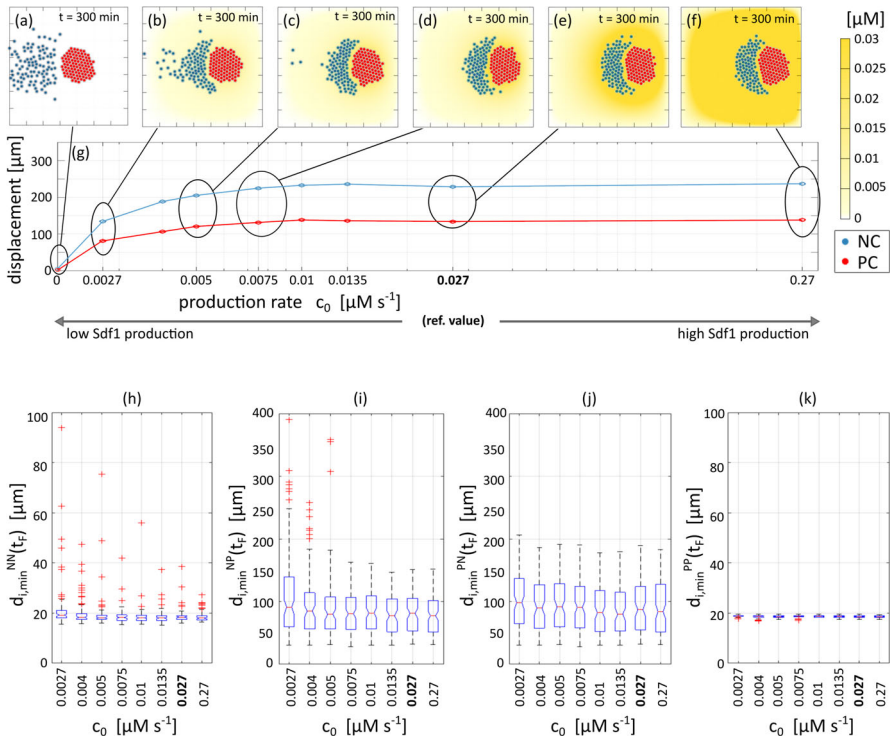 (a) t = 300 min
(b) t = 300 min
(c) t = 300 min
(d) t = 300 min
(e) t = 300 min
(f) t = 300 min
[µM]
0.03
0.025
0.02
0.015
0.01
0.005
0
NC
PC
(g)
displacement [µm]
300
200
100
0
0 0.0027 0.005 0.0075 0.01 0.0135 0.027 0.27
production rate c₀ [µM s⁻¹]
(ref. value)
low Sdf1 production
high Sdf1 production
(h)
d_{i,min}^{NN}(t_F) [µm]
100
80
60
40
20
0
0.0027 0.004 0.005 0.0075 0.01 0.0135 0.027 0.27
c₀ [µM s⁻¹]
(i)
d_{i,min}^{NP}(t_F) [µm]
400
350
300
250
200
150
100
50
0
0.0027 0.004 0.005 0.0075 0.01 0.0135 0.027 0.27
c₀ [µM s⁻¹]
(j)
d_{i,min}^{PN}(t_F) [µm]
400
350
300
250
200
150
100
50
0
0.0027 0.004 0.005 0.0075 0.01 0.0135 0.027 0.27
c₀ [µM s⁻¹]
(k)
d_{i,min}^{PP}(t_F) [µm]
100
80
60
40
20
0
0.0027 0.004 0.005 0.0075 0.01 0.0135 0.027 0.27
c₀ [µM s⁻¹]